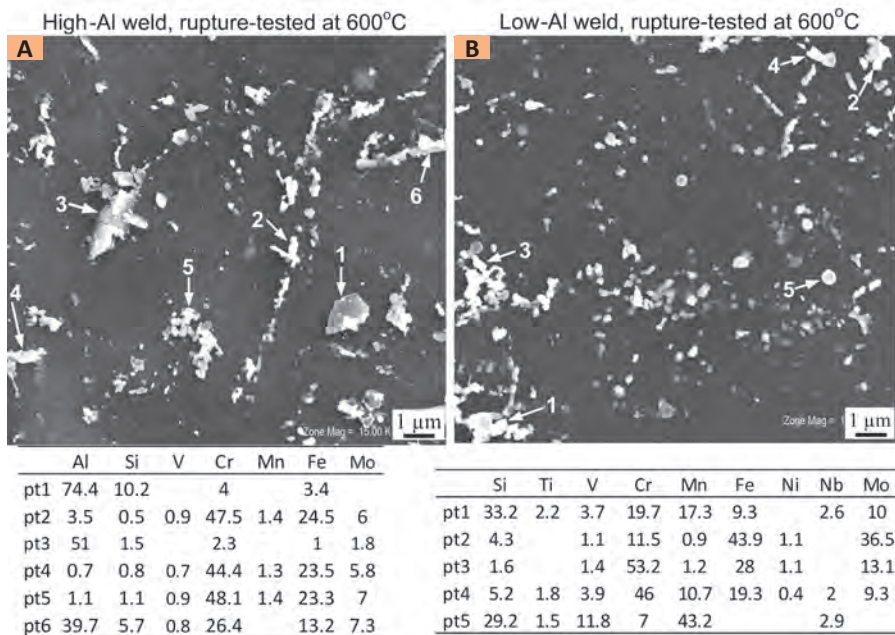 High-Al weld, rupture-tested at 600°C
Low-Al weld, rupture-tested at 600°C
A
B
3
2
6
1
5
4
4
2
3
5
1
Zone Mag = 15.00 K
1 µm
Zone Mag =
1 µm
Al Si V Cr Mn Fe Mo
pt1 74.4 10.2 4 3.4
pt2 3.5 0.5 0.9 47.5 1.4 24.5 6
pt3 51 1.5 2.3 1 1.8
pt4 0.7 0.8 0.7 44.4 1.3 23.5 5.8
pt5 1.1 1.1 0.9 48.1 1.4 23.3 7
pt6 39.7 5.7 0.8 26.4 13.2 7.3
Si Ti V Cr Mn Fe Ni Nb Mo
pt1 33.2 2.2 3.7 19.7 17.3 9.3 2.6 10
pt2 4.3 1.1 11.5 0.9 43.9 1.1 36.5
pt3 1.6 1.4 53.2 1.2 28 1.1 13.1
pt4 5.2 1.8 3.9 46 10.7 19.3 0.4 2 9.3
pt5 29.2 1.5 11.8 7 43.2 2.9